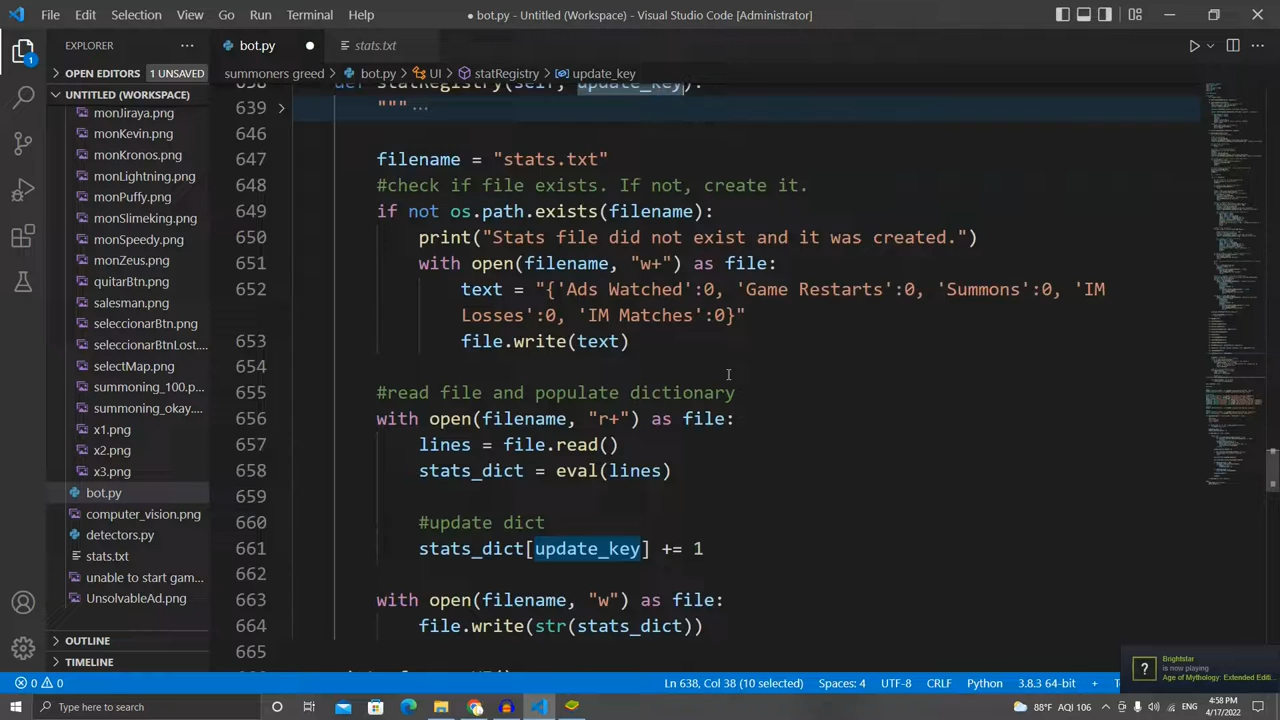 File Edit Selection View Go Run Terminal Help
bot.py - Untitled (Workspace) - Visual Studio Code [Administrator]
EXPLORER
bot.py
stats.txt
OPEN EDITORS 1 UNSAVED
summoners greed > bot.py > UI > statRegistry > update_key
UNTITLED (WORKSPACE)
monJiraya.png
monKevin.png
monKronos.png
monLightning.png
monPuffy.png
monSlimeking.png
monSpeedy.png
monZeus.png
quitarBtn.png
salesman.png
seleccionarBtn.png
seleccionarBtnLost...
selectMap.png
summoning_100.p...
summoning_okay....
x1.png
x2.png
x3.png
bot.py
computer_vision.py
detectors.py
stats.txt
unable to start gam...
UnsolvableAd.png
OUTLINE
TIMELINE
638 def statRegistry(self, update_key):
639 """...
646
647 filename = "stats.txt"
648 #check if file exists. if not, create it.
649 if not os.path.exists(filename):
650 print("Stat file did not exist and it was created.")
651 with open(filename, "w+") as file:
652 text = "{'Ads Watched':0, 'Game Restarts':0, 'Summons':0, 'IM
Losses':0, 'IM Matches':0}"
653 file.write(text)
654
655 #read file and populate dictionary
656 with open(filename, "r+") as file:
657 lines = file.read()
658 stats_dict = eval(lines)
659
660 #update dict
661 stats_dict[update_key] += 1
662
663 with open(filename, "w") as file:
664 file.write(str(stats_dict))
665
0 0
Ln 638, Col 38 (10 selected) Spaces: 4 UTF-8 CRLF Python 3.8.3 64-bit
Brightstar
is now playing
Age of Mythology: Extended Editi...
Type here to search
88°F AQI 106
ENG
4:58 PM
4/17/2022